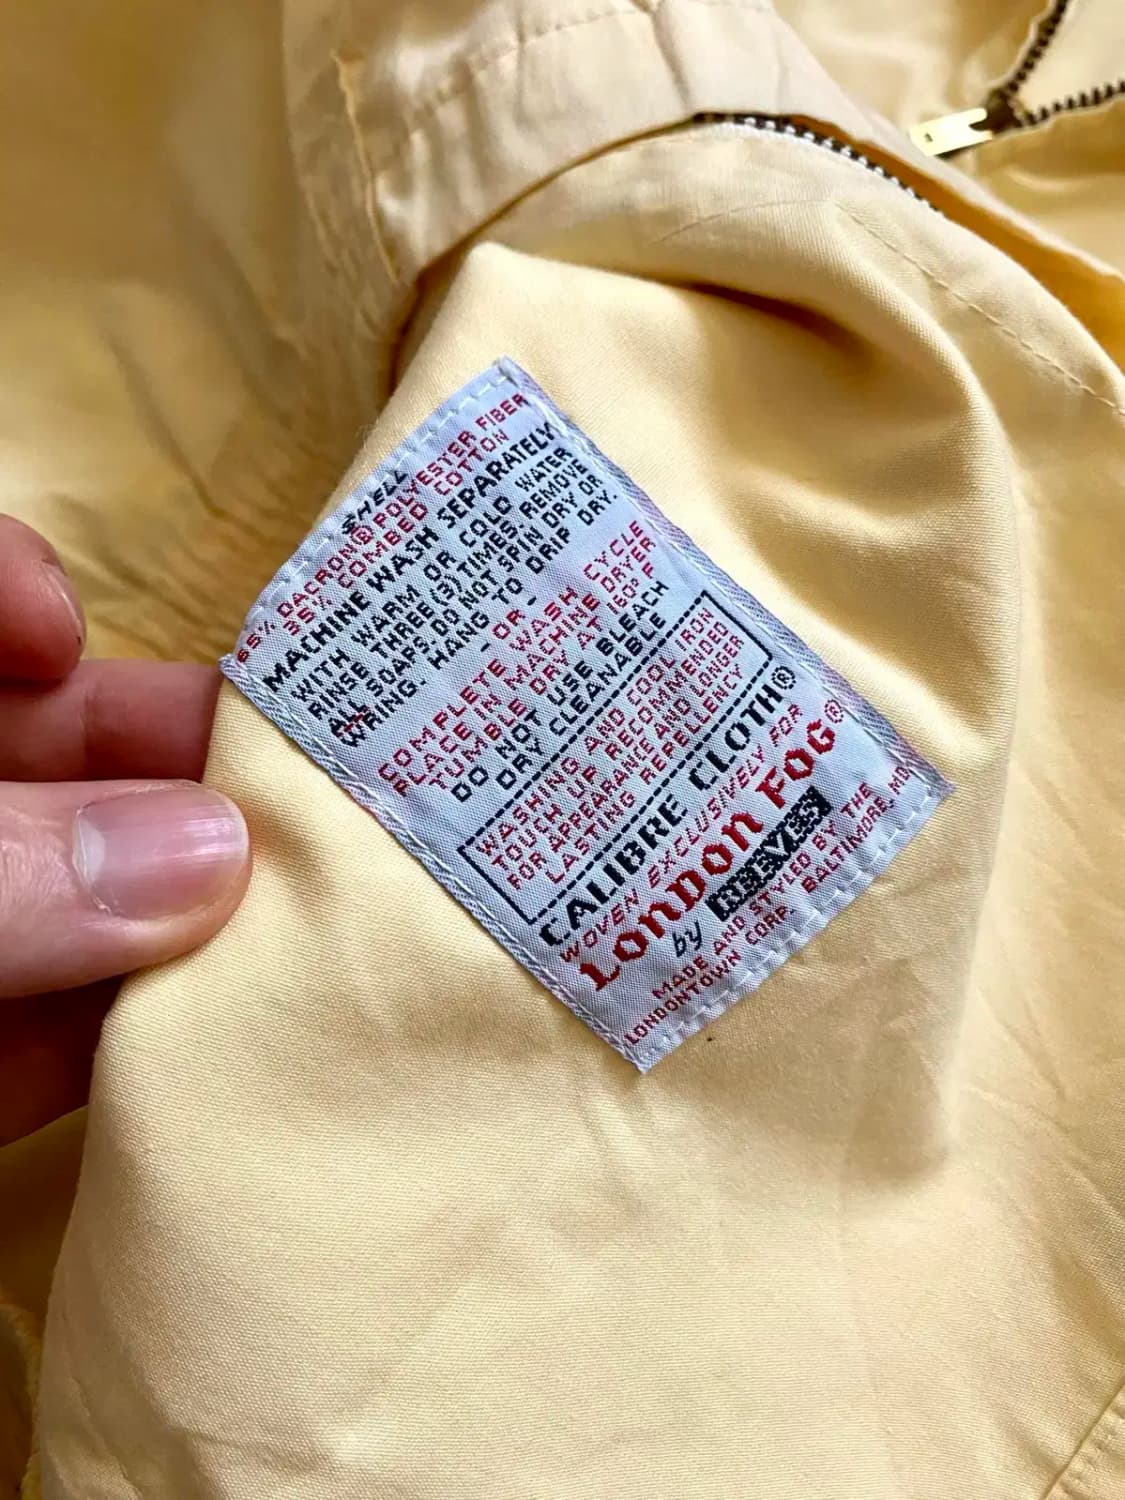 SHELL
65% DACRON® POLYESTER FIBER
35% COMBED COTTON
MACHINE WASH SEPARATELY
WITH WARM OR COLD WATER
RINSE THREE (3) TIMES. REMOVE
ALL SOAPS. DO NOT SPIN DRY OR
WRING. HANG TO DRIP DRY.
- OR -
COMPLETE WASH CYCLE
PLACE IN MACHINE DRYER
TUMBLE DRY AT 160° F
DO NOT USE BLEACH
DRY CLEANABLE
WASHING AND COOL IRON
TOUCH UP RECOMMENDED
FOR APPEARANCE AND LONGER
LASTING REPELLENCY
CALIBRE CLOTH®
WOVEN EXCLUSIVELY FOR
LONDON FOG®
by REEVES
MADE AND STYLED BY THE
LONDONTOWN CORP. BALTIMORE, MD.